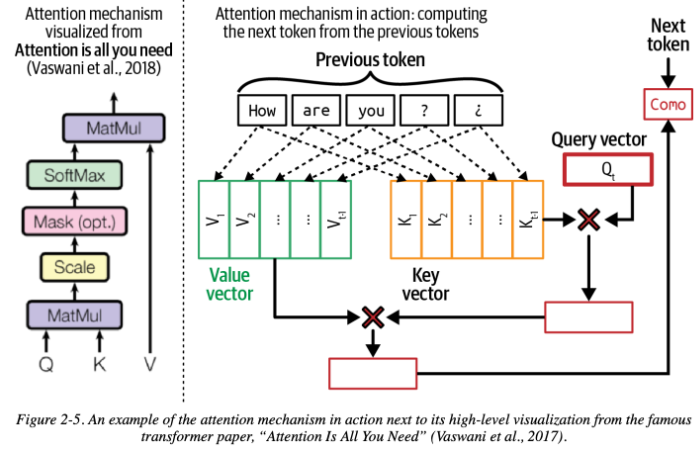 Attention mechanism
visualized from
Attention is all you need
(Vaswani et al., 2018)
MatMul
SoftMax
Mask (opt.)
Scale
MatMul
Q K V
Attention mechanism in action: computing
the next token from the previous tokens
Previous token
How are you ? ¿
Next
token
Como
Query vector
Qt
V1 V2 ... ... Vt-1
K1 K2 ... ... Kt-1
Value
vector
Key
vector
Figure 2-5. An example of the attention mechanism in action next to its high-level visualization from the famous
transformer paper, “Attention Is All You Need” (Vaswani et al., 2017).